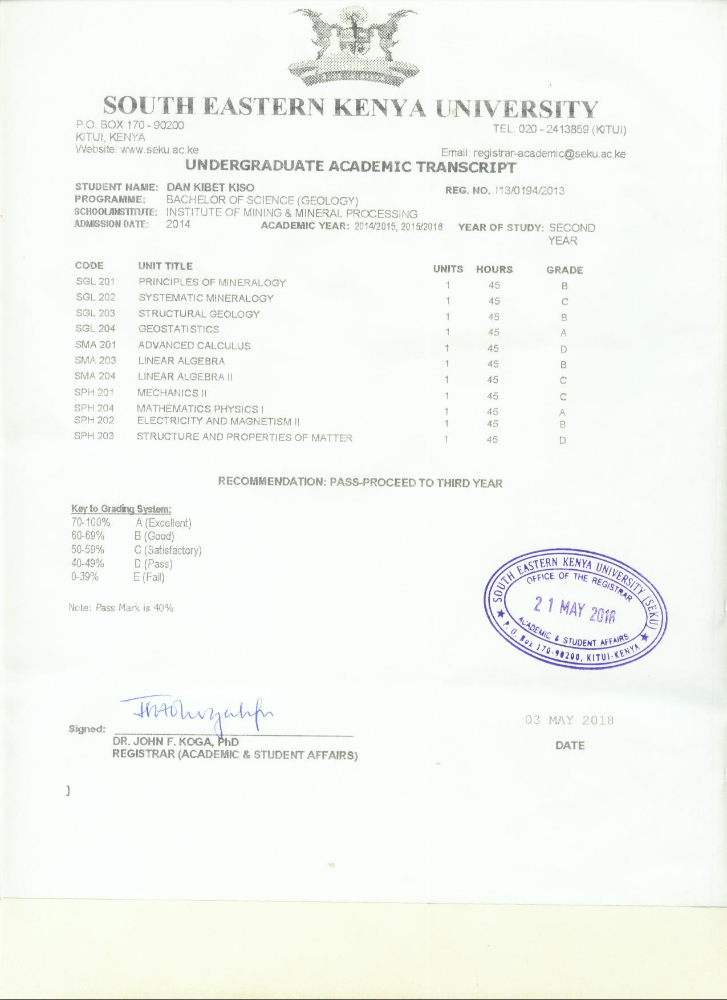 SOUTH EASTERN KENYA UNIVERSITY
P.O. BOX 170 - 90200
TEL. 020 - 2413859 (KITUI)
KITUI, KENYA
Website: www.seku.ac.ke
Email: registrar-academic@seku.ac.ke
UNDERGRADUATE ACADEMIC TRANSCRIPT
STUDENT NAME: DAN KIBET KISO REG. NO. I13/0194/2013
PROGRAMME: BACHELOR OF SCIENCE (GEOLOGY)
SCHOOL/INSTITUTE: INSTITUTE OF MINING & MINERAL PROCESSING
ADMISSION DATE: 2014 ACADEMIC YEAR: 2014/2015, 2015/2016 YEAR OF STUDY: SECOND
YEAR
CODE UNIT TITLE UNITS HOURS GRADE
SGL 201 PRINCIPLES OF MINERALOGY 1 45 B
SGL 202 SYSTEMATIC MINERALOGY 1 45 C
SGL 203 STRUCTURAL GEOLOGY 1 45 B
SGL 204 GEOSTATISTICS 1 45 A
SMA 201 ADVANCED CALCULUS 1 45 D
SMA 203 LINEAR ALGEBRA 1 45 B
SMA 204 LINEAR ALGEBRA II 1 45 C
SPH 201 MECHANICS II 1 45 C
SPH 204 MATHEMATICS PHYSICS I 1 45 A
SPH 202 ELECTRICITY AND MAGNETISM II 1 45 B
SPH 203 STRUCTURE AND PROPERTIES OF MATTER 1 45 D
RECOMMENDATION: PASS-PROCEED TO THIRD YEAR
Key to Grading System:
70-100% A (Excellent)
60-69% B (Good)
50-59% C (Satisfactory)
40-49% D (Pass)
0-39% E (Fail)
Note: Pass Mark is 40%
SOUTH EASTERN KENYA UNIVERSITY (SEKU)
OFFICE OF THE REGISTRAR
21 MAY 2018
ACADEMIC & STUDENT AFFAIRS
P. O. Box 170-90200, KITUI-KENYA
03 MAY 2018
Signed:
DR. JOHN F. KOGA, PhD
DATE
REGISTRAR (ACADEMIC & STUDENT AFFAIRS)
]